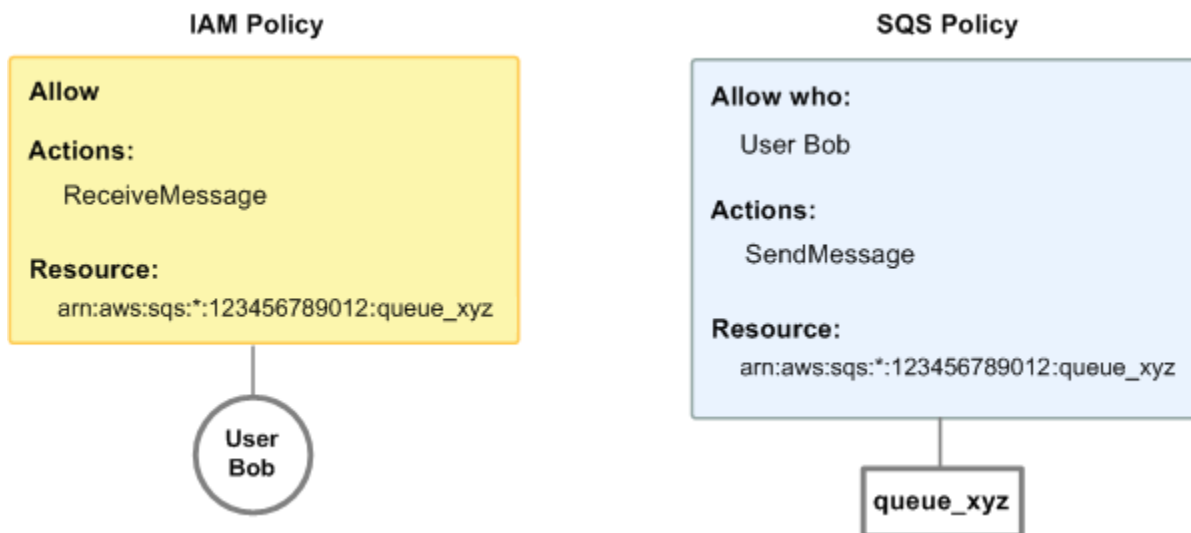 IAM Policy
Allow
Actions:
ReceiveMessage
Resource:
arn:aws:sqs:*:123456789012:queue_xyz
User
Bob
SQS Policy
Allow who:
User Bob
Actions:
SendMessage
Resource:
arn:aws:sqs:*:123456789012:queue_xyz
queue_xyz